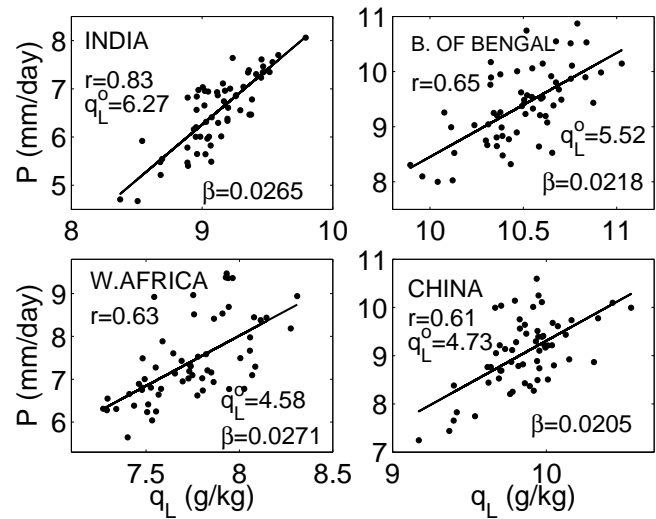 INDIA
r=0.83
q_L^o=6.27
β=0.0265
P (mm/day)
8
7
6
5
8 9 10
B. OF BENGAL
r=0.65
q_L^o=5.52
β=0.0218
11
10
9
8
10 10.5 11
W.AFRICA
r=0.63
q_L^o=4.58
β=0.0271
P (mm/day)
9
8
7
6
7.5 8 8.5
q_L (g/kg)
CHINA
r=0.61
q_L^o=4.73
β=0.0205
11
10
9
8
7
9 10
q_L (g/kg)